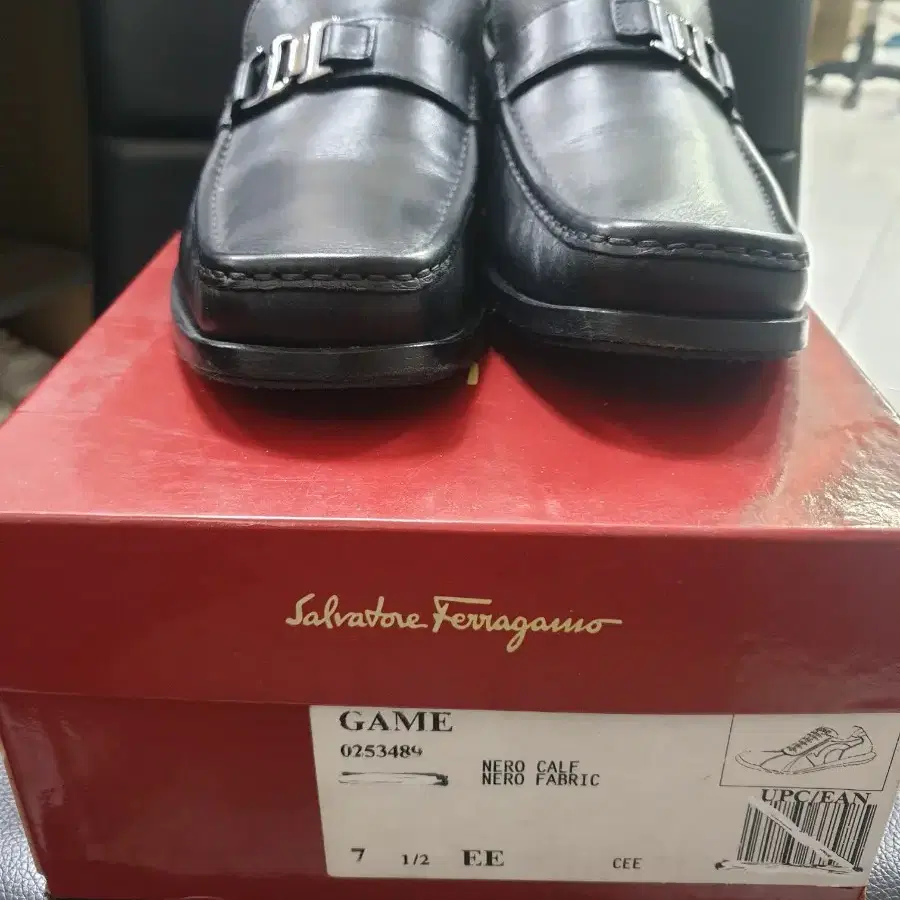 Salvatore Ferragamo
GAME
0253489
NERO CALF
NERO FABRIC
UPC/EAN
7 1/2 EE CEE